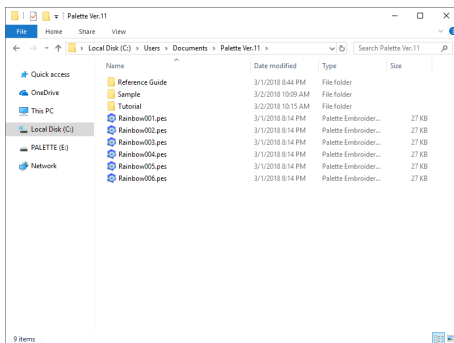 Palette Ver.11
File Home Share View
Local Disk (C:) › Users › Documents › Palette Ver.11 › Search Palette Ver.11
Name Date modified Type Size
Quick access
OneDrive
This PC
Local Disk (C:)
PALETTE (E:)
Network
Reference Guide 3/1/2018 8:44 PM File folder
Sample 3/2/2018 10:09 AM File folder
Tutorial 3/2/2018 10:15 AM File folder
Rainbow001.pes 3/1/2018 8:14 PM Palette Embroider... 27 KB
Rainbow002.pes 3/1/2018 8:14 PM Palette Embroider... 27 KB
Rainbow003.pes 3/1/2018 8:14 PM Palette Embroider... 27 KB
Rainbow004.pes 3/1/2018 8:14 PM Palette Embroider... 27 KB
Rainbow005.pes 3/1/2018 8:14 PM Palette Embroider... 27 KB
Rainbow006.pes 3/1/2018 8:14 PM Palette Embroider... 27 KB
9 items